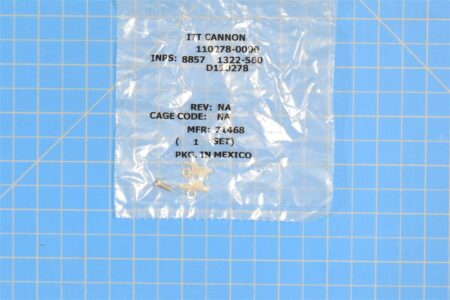 ITT CANNON
110278-0000
INPS: 8857 1322-560
D110278
REV: NA
CAGE CODE: NA
MFR: 71468
( 1 SET)
PKG. IN MEXICO